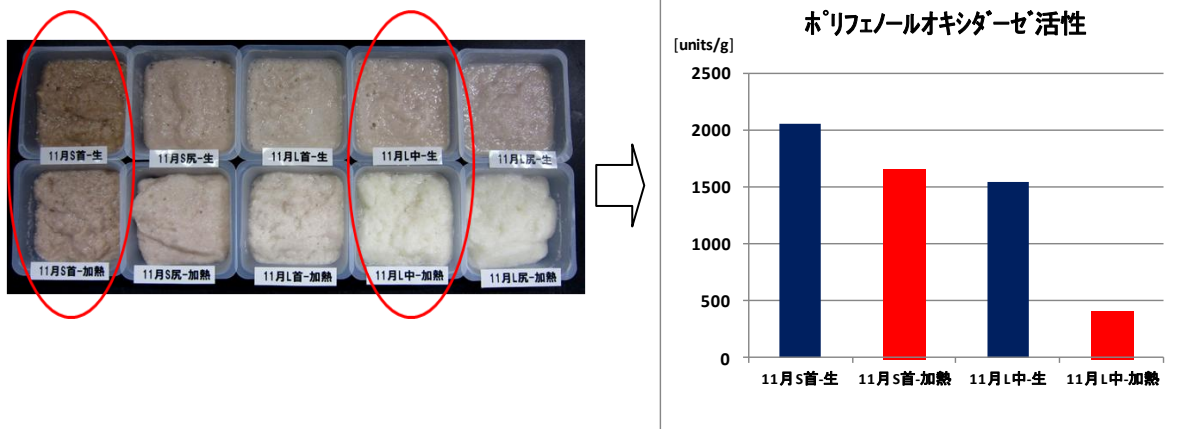 11月S首-生
11月S尻-生
11月L首-生
11月L中-生
11月L尻-生
11月S首-加熱
11月S尻-加熱
11月L首-加熱
11月L中-加熱
11月L尻-加熱
ポリフェノールオキシダーゼ活性
[units/g]
2500
2000
1500
1000
500
0
11月S首-生
11月S首-加熱
11月L中-生
11月L中-加熱